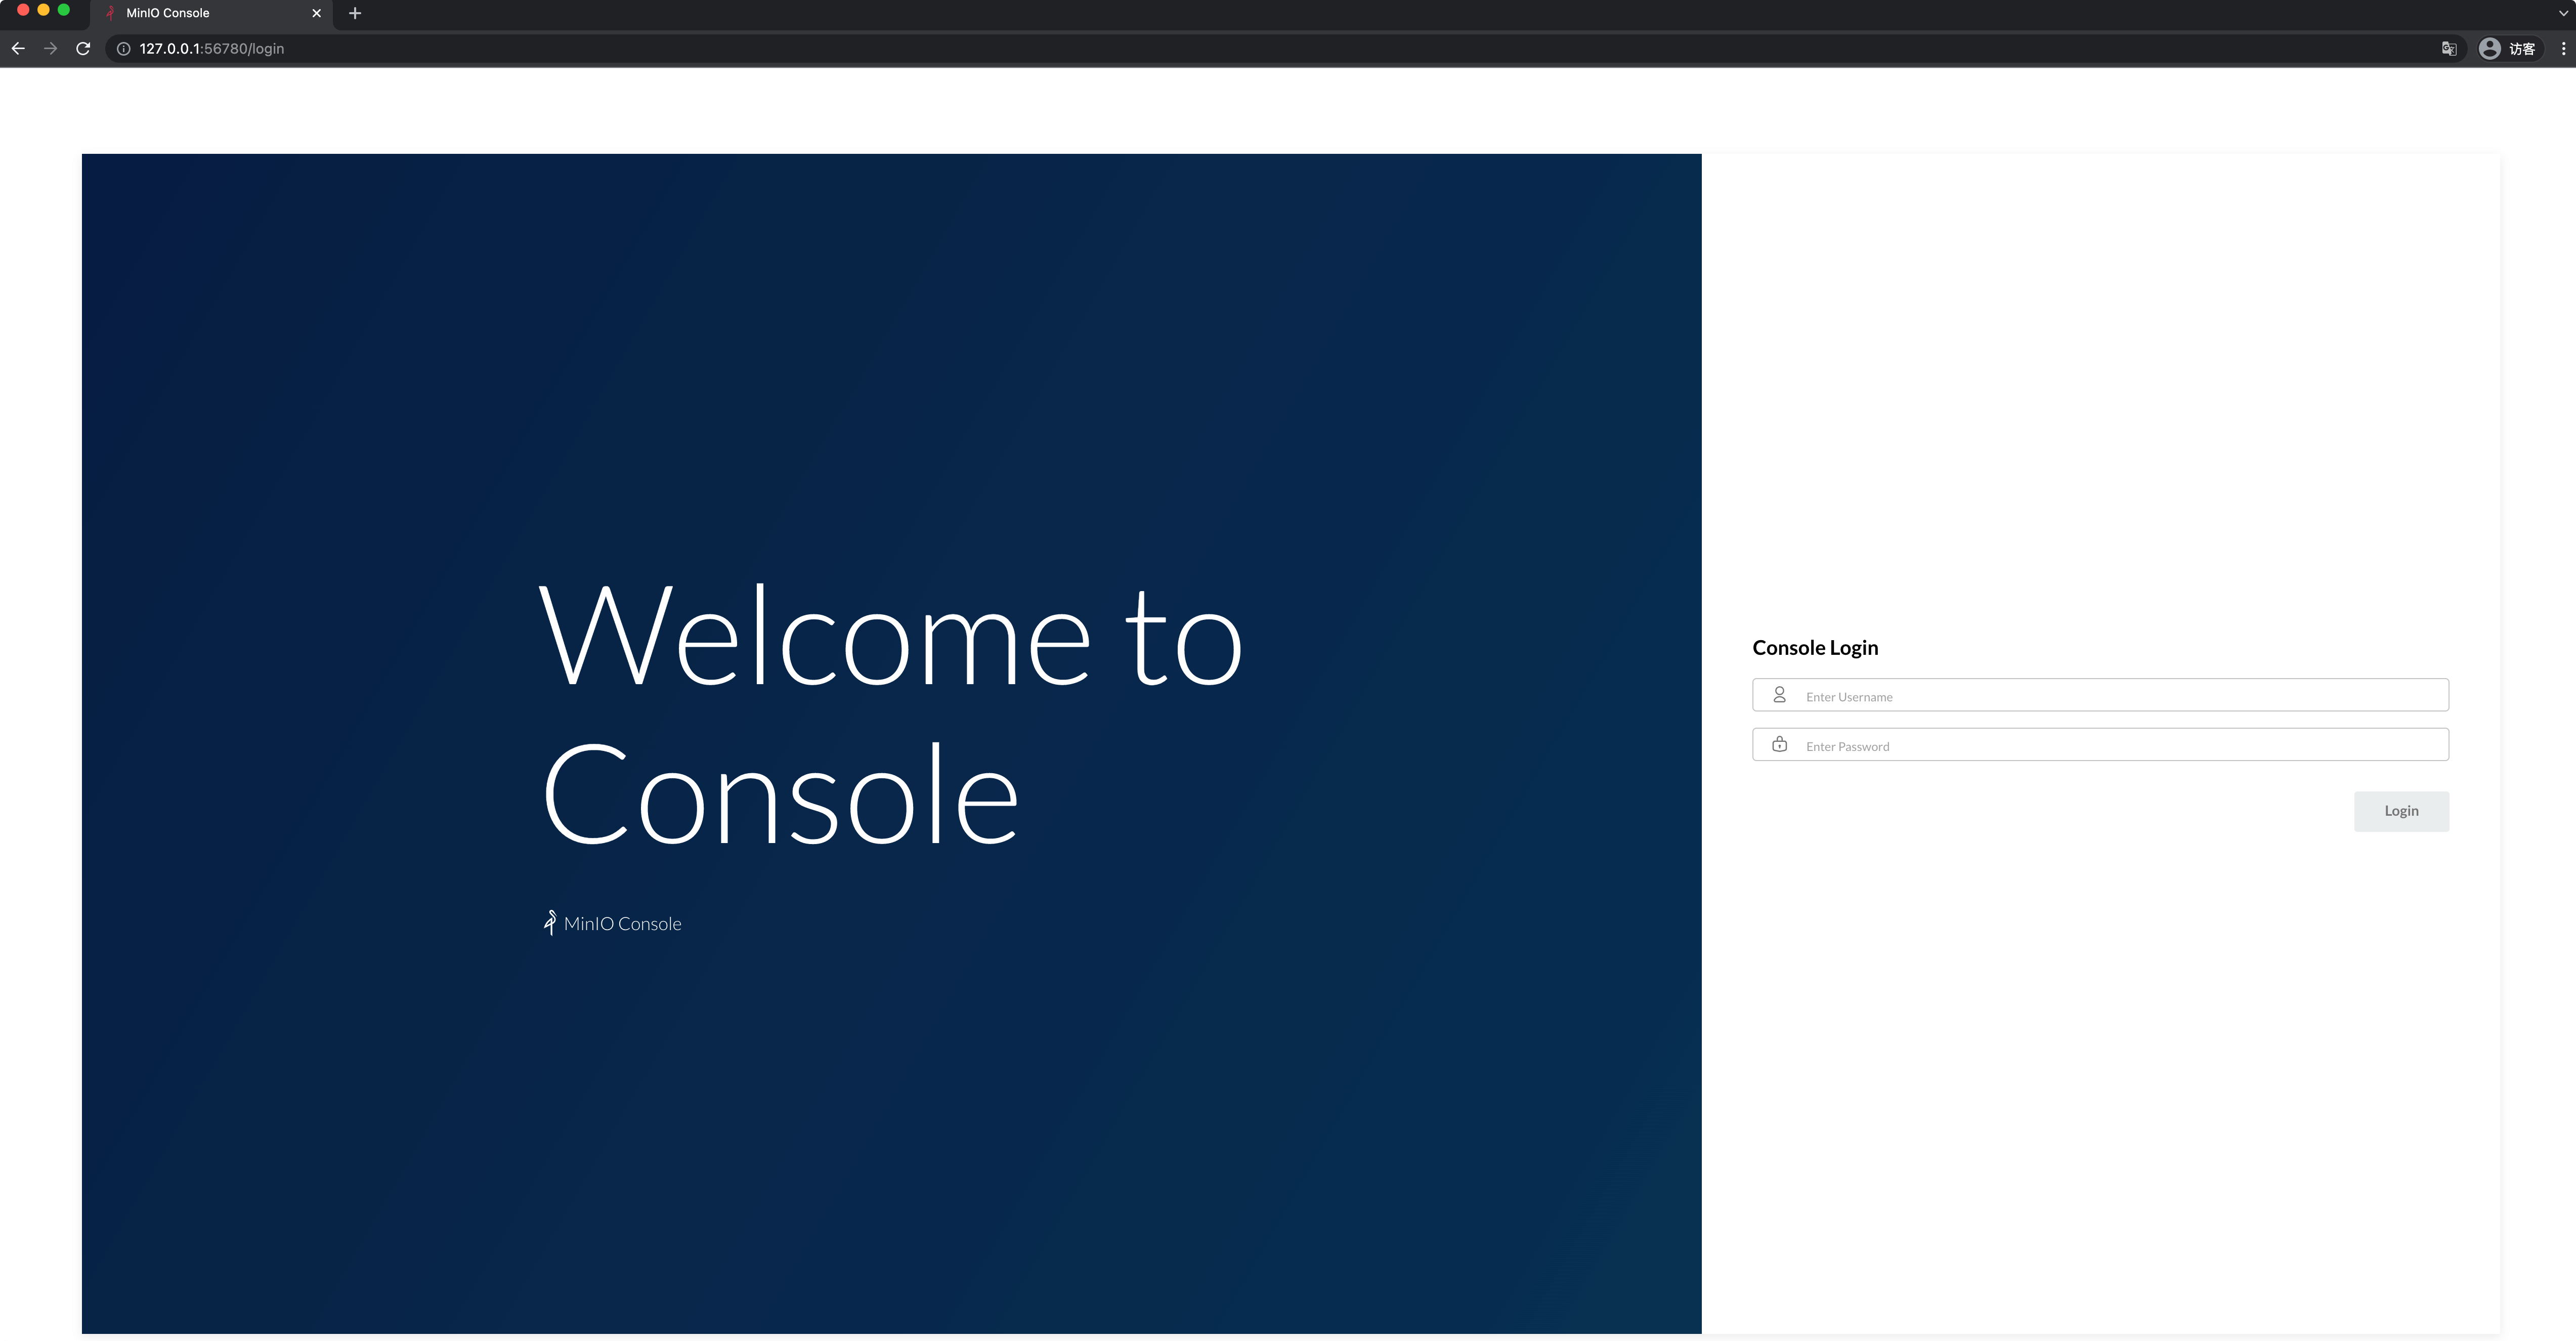 MinIO Console
127.0.0.1:56780/login
访客
Welcome to
Console
MinIO Console
Console Login
Enter Username
Enter Password
Login